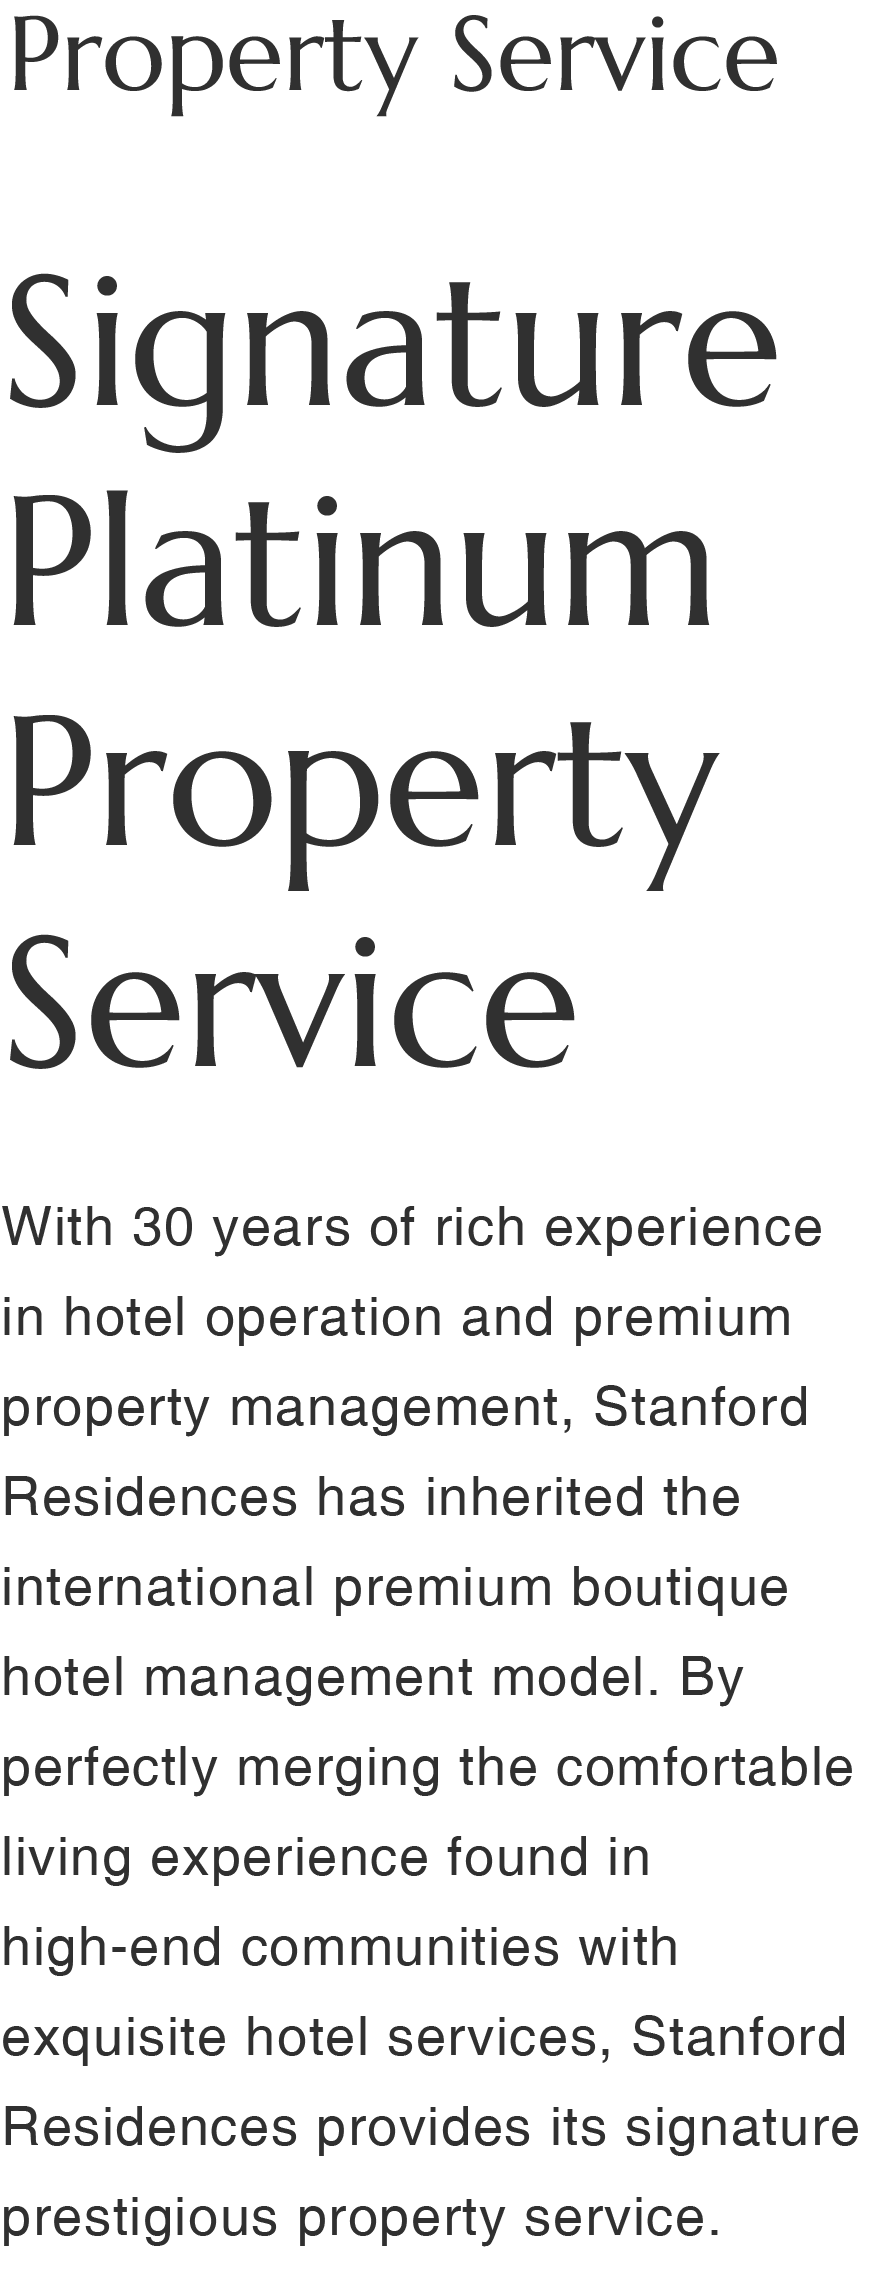 Property Service
Signature
Platinum
Property
Service
With 30 years of rich experience
in hotel operation and premium
property management, Stanford
Residences has inherited the
international premium boutique
hotel management model. By
perfectly merging the comfortable
living experience found in
high-end communities with
exquisite hotel services, Stanford
Residences provides its signature
prestigious property service.